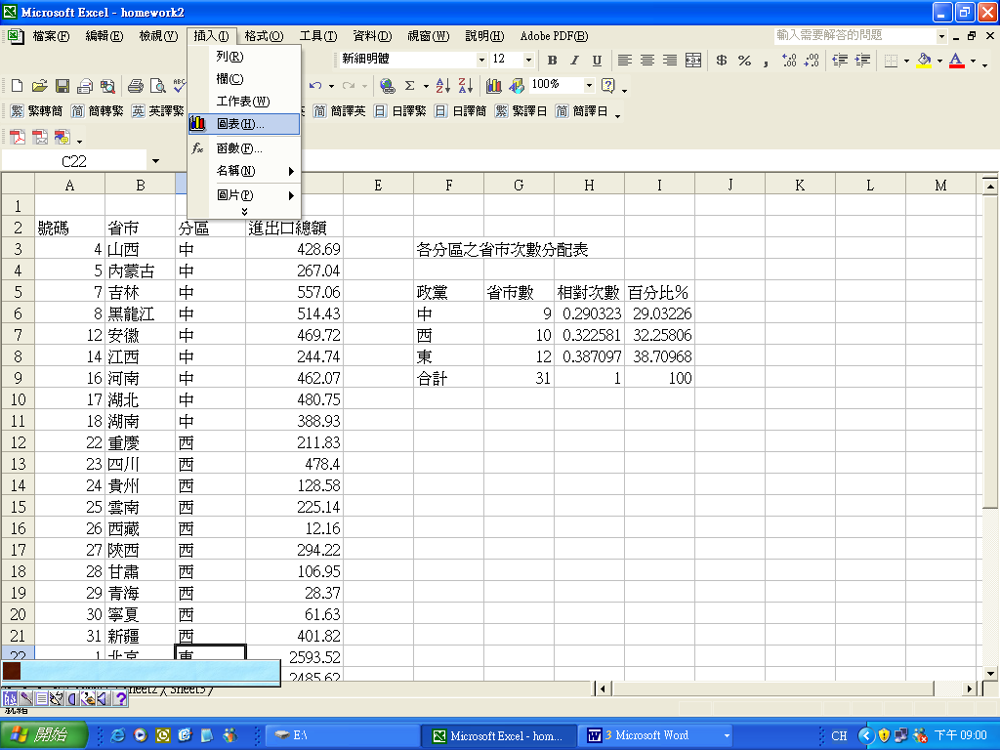 Microsoft Excel - homework2
檔案(F) 編輯(E) 檢視(V) 插入(I) 格式(O) 工具(T) 資料(D) 視窗(W) 說明(H) Adobe PDF(B) 輸入需要解答的問題
列(R)
欄(C)
工作表(W)
圖表(H)...
函數(F)...
名稱(N)
圖片(P)
新細明體 12 B I U $ % ,
Σ 100%
繁 繁轉簡 簡 簡轉繁 英 英譯繁 簡 簡譯英 日 日譯繁 日 日譯簡 繁 繁譯日 簡 簡譯日
C22
A B E F G H I J K L M
1
2 號碼 省市 分區 進出口總額
3 4 山西 中 428.69 各分區之省市次數分配表
4 5 內蒙古 中 267.04
5 7 吉林 中 557.06 政黨 省市數 相對次數 百分比%
6 8 黑龍江 中 514.43 中 9 0.290323 29.03226
7 12 安徽 中 469.72 西 10 0.322581 32.25806
8 14 江西 中 244.74 東 12 0.387097 38.70968
9 16 河南 中 462.07 合計 31 1 100
10 17 湖北 中 480.75
11 18 湖南 中 388.93
12 22 重慶 西 211.83
13 23 四川 西 478.4
14 24 貴州 西 128.58
15 25 雲南 西 225.14
16 26 西藏 西 12.16
17 27 陜西 西 294.22
18 28 甘肅 西 106.95
19 29 青海 西 28.37
20 30 寧夏 西 61.63
21 31 新疆 西 401.82
22 1 北京 東 2593.52
2485.62
Sheet2 Sheet3
就緒
開始 E:\ Microsoft Excel - hom... 3 Microsoft Word CH 下午 09:00